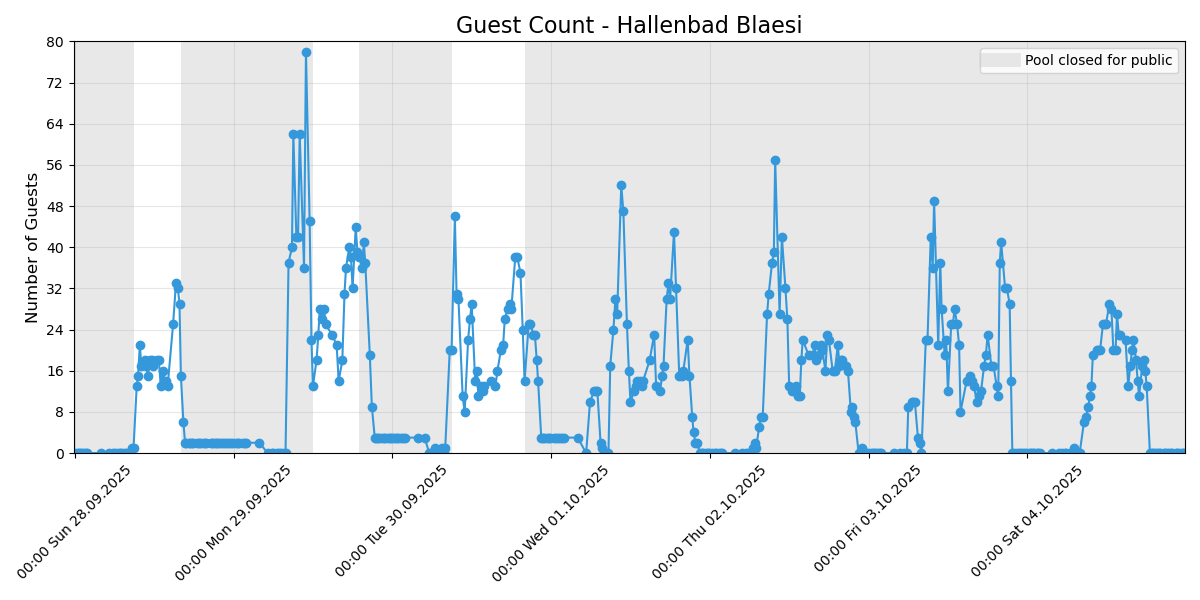 Guest Count - Hallenbad Blaesi
Pool closed for public
Number of Guests
80
72
64
56
48
40
32
24
16
8
0
00:00 Sun 28.09.2025
00:00 Mon 29.09.2025
00:00 Tue 30.09.2025
00:00 Wed 01.10.2025
00:00 Thu 02.10.2025
00:00 Fri 03.10.2025
00:00 Sat 04.10.2025